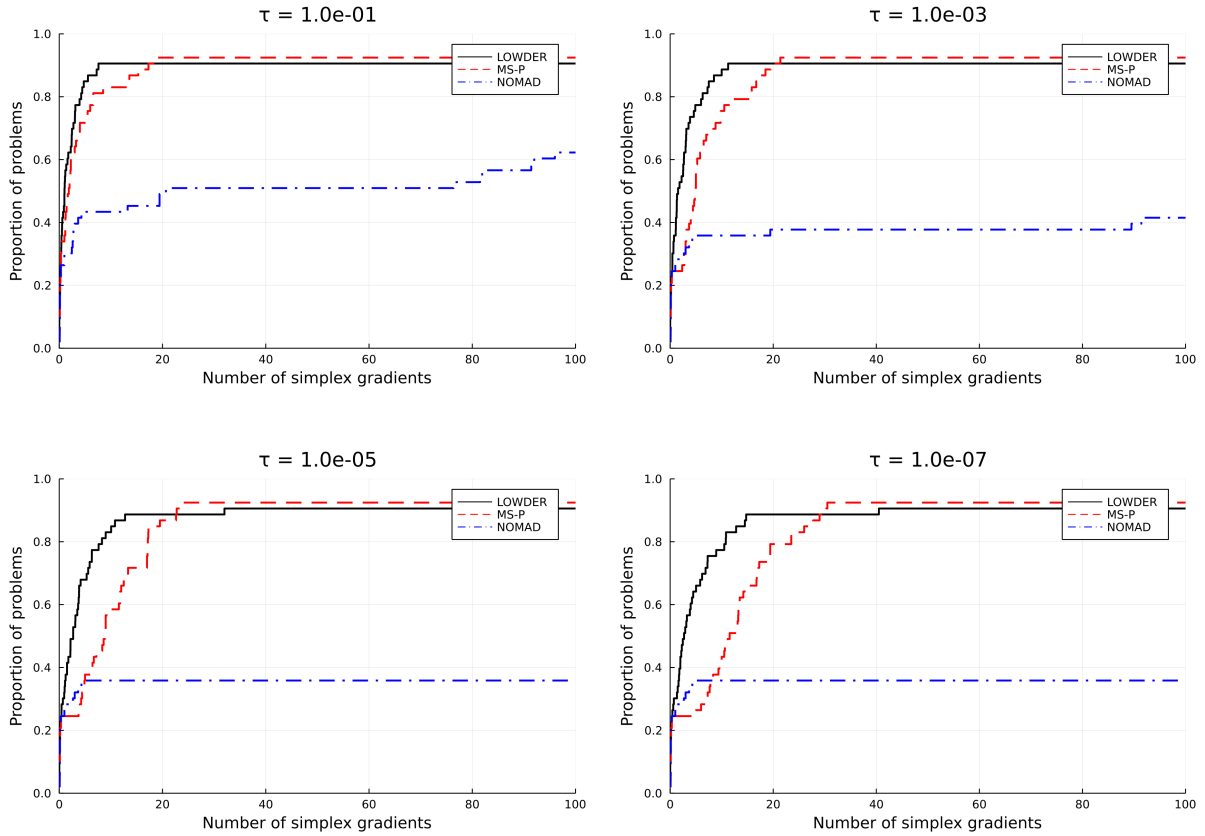 τ = 1.0e-01
Proportion of problems
1.0
0.8
0.6
0.4
0.2
0.0
LOWDER
MS-P
NOMAD
0
20
40
60
80
100
Number of simplex gradients
τ = 1.0e-03
Proportion of problems
1.0
0.8
0.6
0.4
0.2
0.0
LOWDER
MS-P
NOMAD
0
20
40
60
80
100
Number of simplex gradients
τ = 1.0e-05
Proportion of problems
1.0
0.8
0.6
0.4
0.2
0.0
LOWDER
MS-P
NOMAD
0
20
40
60
80
100
Number of simplex gradients
τ = 1.0e-07
Proportion of problems
1.0
0.8
0.6
0.4
0.2
0.0
LOWDER
MS-P
NOMAD
0
20
40
60
80
100
Number of simplex gradients